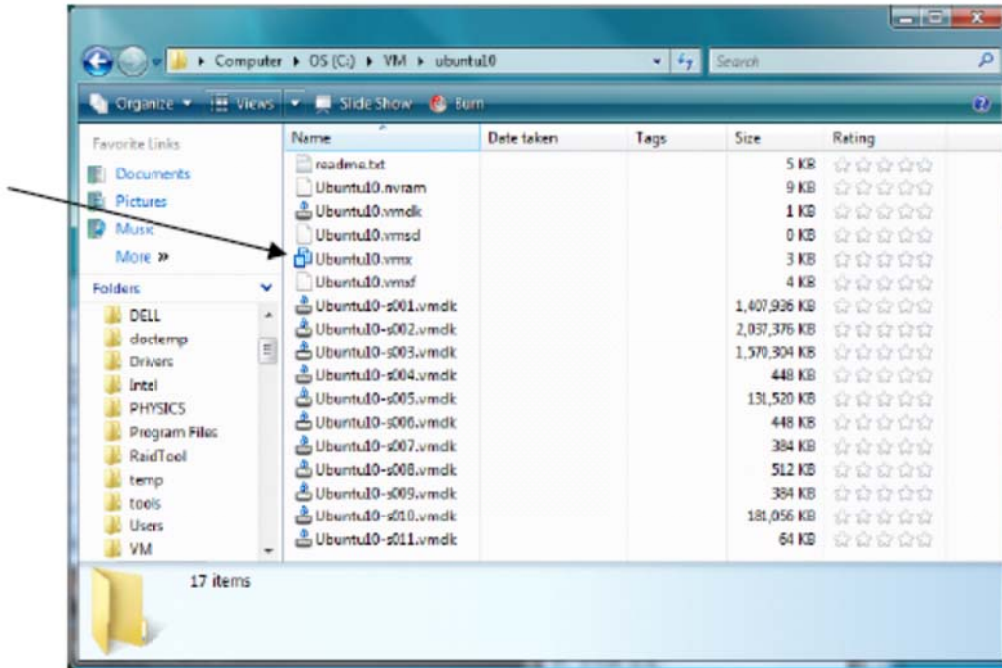 Computer ▸ OS (C:) ▸ VM ▸ ubuntu10
Search
Organize Views Slide Show Burn
Favorite Links
Documents
Pictures
Music
More »
Folders
DELL
doctemp
Drivers
Intel
PHYSICS
Program Files
RaidTool
temp
tools
Users
VM
Name Date taken Tags Size Rating
readme.txt 5 KB
Ubuntu10.nvram 9 KB
Ubuntu10.vmdk 1 KB
Ubuntu10.vmsd 0 KB
Ubuntu10.vmx 3 KB
Ubuntu10.vmxf 4 KB
Ubuntu10-s001.vmdk 1,407,936 KB
Ubuntu10-s002.vmdk 2,037,376 KB
Ubuntu10-s003.vmdk 1,570,304 KB
Ubuntu10-s004.vmdk 448 KB
Ubuntu10-s005.vmdk 131,520 KB
Ubuntu10-s006.vmdk 448 KB
Ubuntu10-s007.vmdk 384 KB
Ubuntu10-s008.vmdk 512 KB
Ubuntu10-s009.vmdk 384 KB
Ubuntu10-s010.vmdk 181,056 KB
Ubuntu10-s011.vmdk 64 KB
17 items